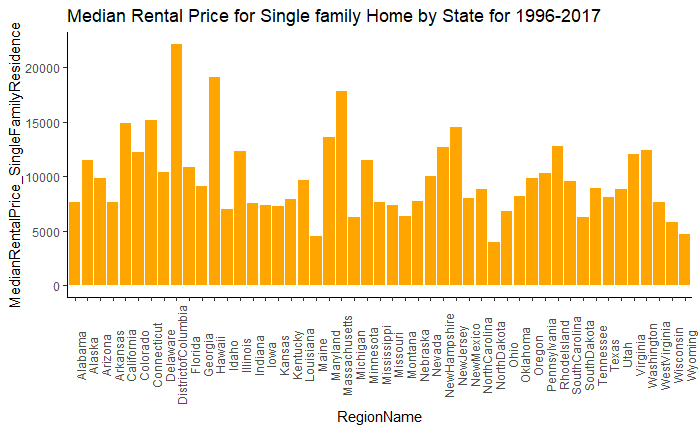 Median Rental Price for Single family Home by State for 1996-2017
MedianRentalPrice_SingleFamilyResidence
20000
15000
10000
5000
0
Alabama
Alaska
Arizona
Arkansas
California
Colorado
Connecticut
Delaware
DistrictofColumbia
Florida
Georgia
Hawaii
Idaho
Illinois
Indiana
Iowa
Kansas
Kentucky
Louisiana
Maine
Maryland
Massachusetts
Michigan
Minnesota
Mississippi
Missouri
Montana
Nebraska
Nevada
NewHampshire
NewJersey
NewMexico
NorthCarolina
NorthDakota
Ohio
Oklahoma
Oregon
Pennsylvania
RhodeIsland
SouthCarolina
SouthDakota
Tennessee
Texas
Utah
Virginia
Washington
WestVirginia
Wisconsin
Wyoming
RegionName